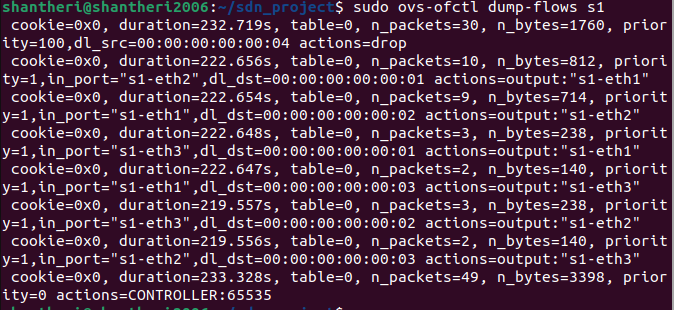 shantheri@shantheri2006:~/sdn_project$ sudo ovs-ofctl dump-flows s1
 cookie=0x0, duration=232.719s, table=0, n_packets=30, n_bytes=1760, prior
ity=100,dl_src=00:00:00:00:00:04 actions=drop
 cookie=0x0, duration=222.656s, table=0, n_packets=10, n_bytes=812, priorit
y=1,in_port="s1-eth2",dl_dst=00:00:00:00:00:01 actions=output:"s1-eth1"
 cookie=0x0, duration=222.654s, table=0, n_packets=9, n_bytes=714, priorit
y=1,in_port="s1-eth1",dl_dst=00:00:00:00:00:02 actions=output:"s1-eth2"
 cookie=0x0, duration=222.648s, table=0, n_packets=3, n_bytes=238, priorit
y=1,in_port="s1-eth3",dl_dst=00:00:00:00:00:01 actions=output:"s1-eth1"
 cookie=0x0, duration=222.647s, table=0, n_packets=2, n_bytes=140, priorit
y=1,in_port="s1-eth1",dl_dst=00:00:00:00:00:03 actions=output:"s1-eth3"
 cookie=0x0, duration=219.557s, table=0, n_packets=3, n_bytes=238, priorit
y=1,in_port="s1-eth3",dl_dst=00:00:00:00:00:02 actions=output:"s1-eth2"
 cookie=0x0, duration=219.556s, table=0, n_packets=2, n_bytes=140, priorit
y=1,in_port="s1-eth2",dl_dst=00:00:00:00:00:03 actions=output:"s1-eth3"
 cookie=0x0, duration=233.328s, table=0, n_packets=49, n_bytes=3398, prior
ity=0 actions=CONTROLLER:65535